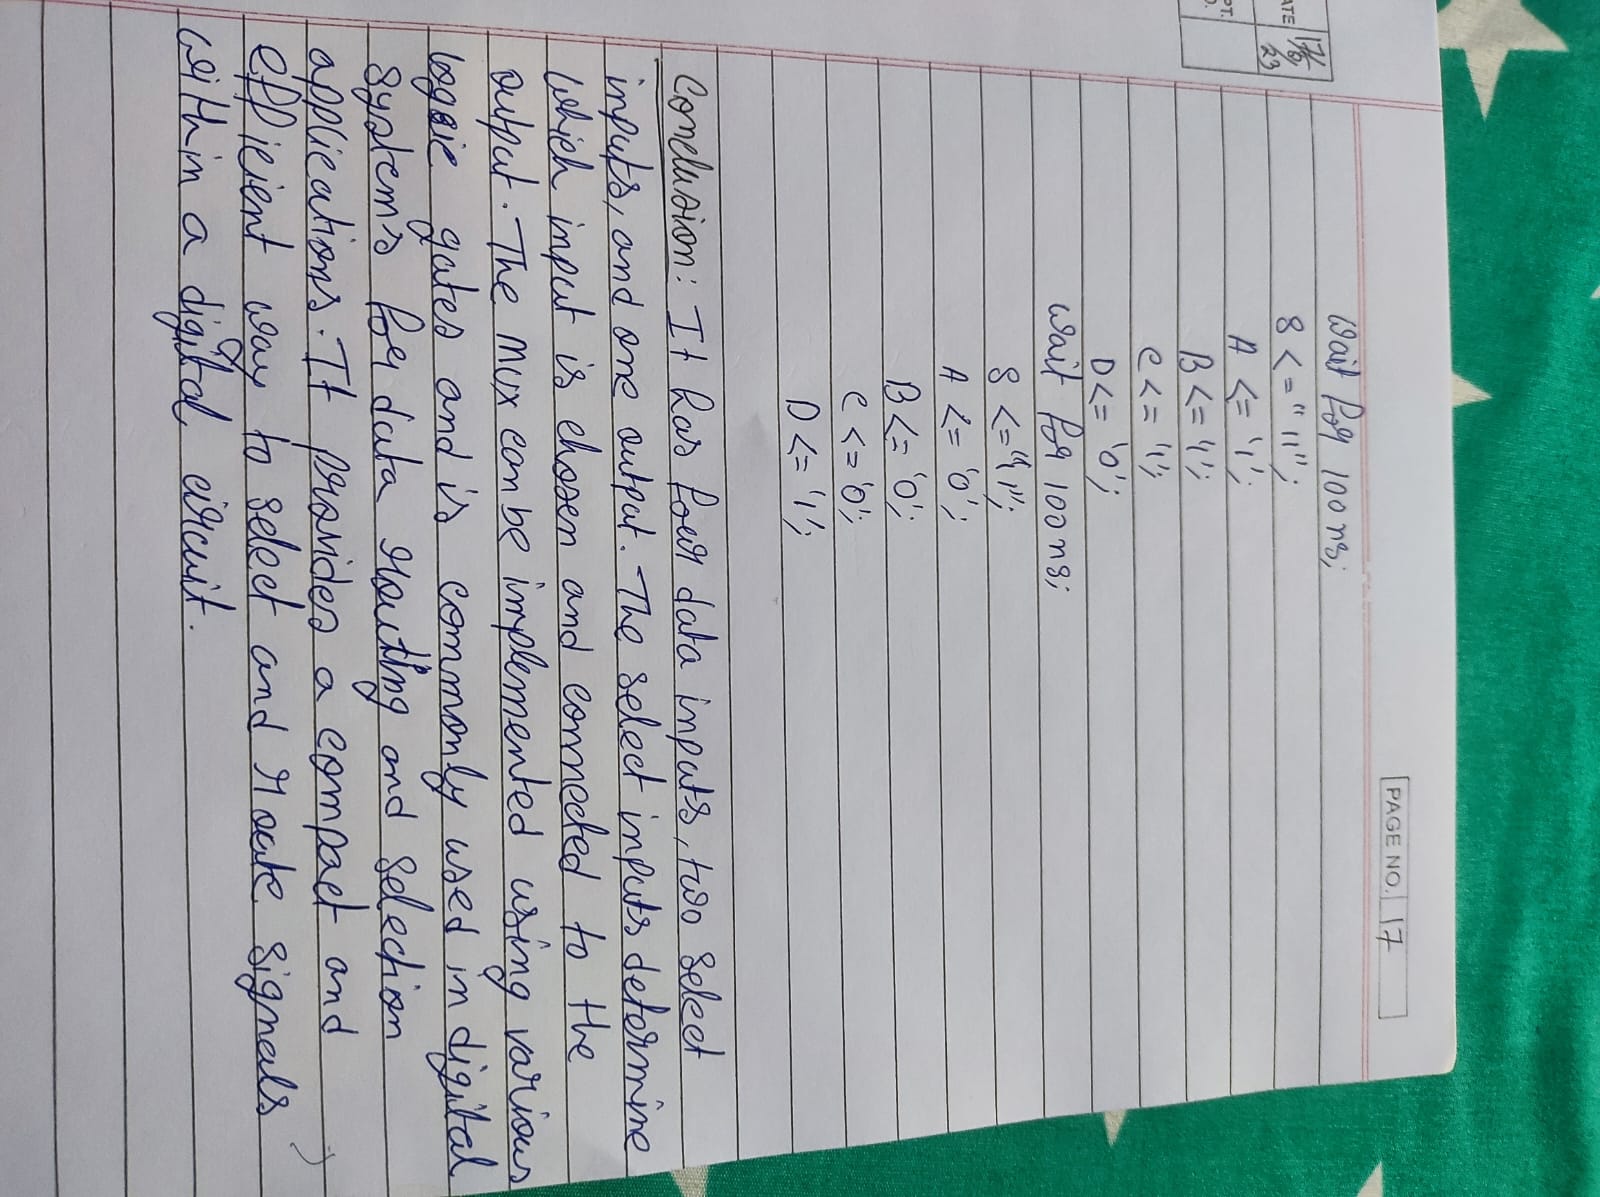 PAGE NO. 17
ATE 17/8/23
PT.
O.
Wait for 100 ns;
S <= "11";
A <= '1';
B <= '1';
C <= '1';
D <= '0';
Wait for 100 ns;
S <= "11";
A <= '0';
B <= '0';
C <= '0';
D <= '1';
Conclusion: It has four data inputs, two select
inputs, and one output. The select inputs determine
which input is chosen and connected to the
output. The mux can be implemented using various
logic gates and is commonly used in digital
systems for data routing and selection
applications. It provides a compact and
efficient way to select and route signals
within a digital circuit.